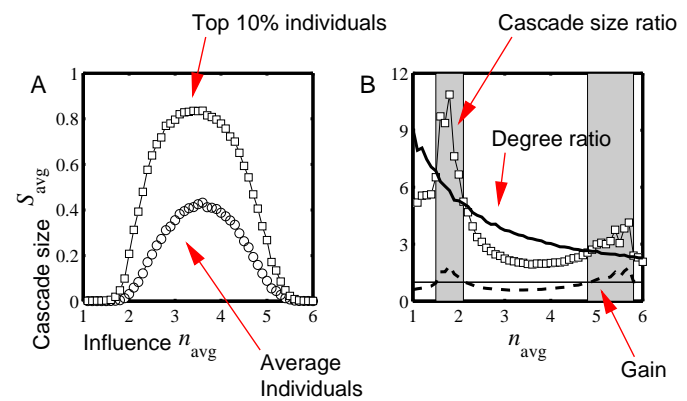 Top 10% individuals
Cascade size ratio
A
B
1
0.8
0.6
0.4
0.2
0
12
9
6
3
0
Degree ratio
Cascade size S avg
1 2 3 4 5 6
1 2 3 4 5 6
Influence n avg
n avg
Average
Individuals
Gain